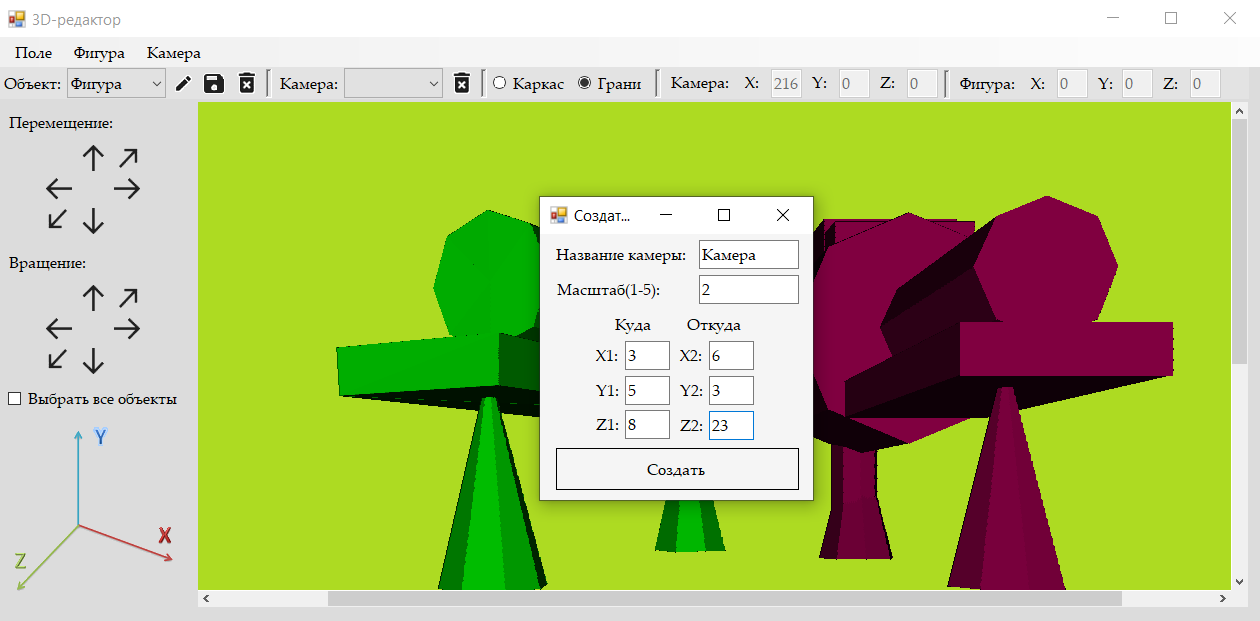 3D-редактор
Поле Фигура Камера
Объект: Фигура Камера: Каркас Грани Камера: X: 216 Y: 0 Z: 0 Фигура: X: 0 Y: 0 Z: 0
Перемещение:
Вращение:
Выбрать все объекты
Y
X
Z
Создат...
Название камеры: Камера
Масштаб(1-5): 2
Куда Откуда
X1: 3 X2: 6
Y1: 5 Y2: 3
Z1: 8 Z2: 23
Создать